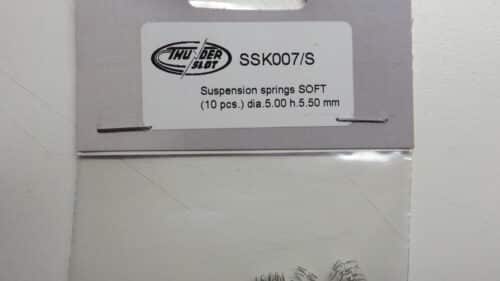 THUNDER
SLOT
SSK007/S
Suspension springs SOFT
(10 pcs.) dia.5.00 h.5.50 mm